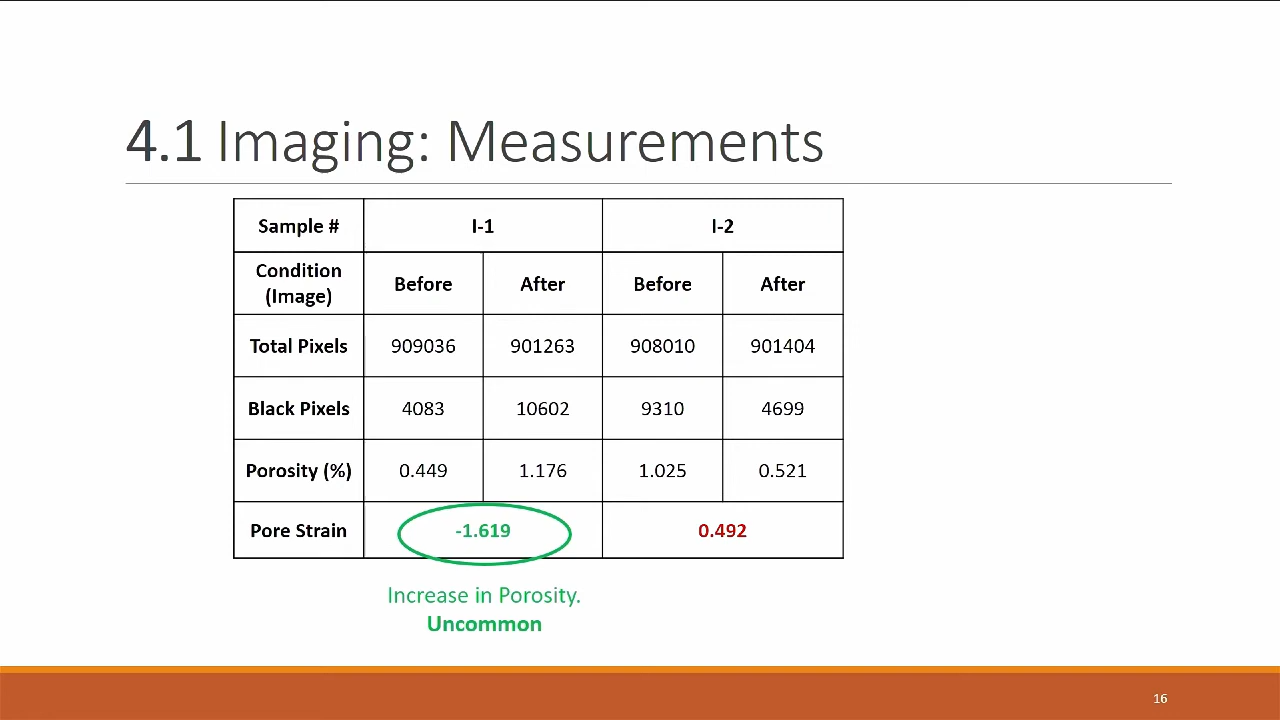 4.1 Imaging: Measurements
Sample # I-1 I-2
Condition
(Image) Before After Before After
Total Pixels 909036 901263 908010 901404
Black Pixels 4083 10602 9310 4699
Porosity (%) 0.449 1.176 1.025 0.521
Pore Strain -1.619 0.492
Increase in Porosity.
Uncommon
16